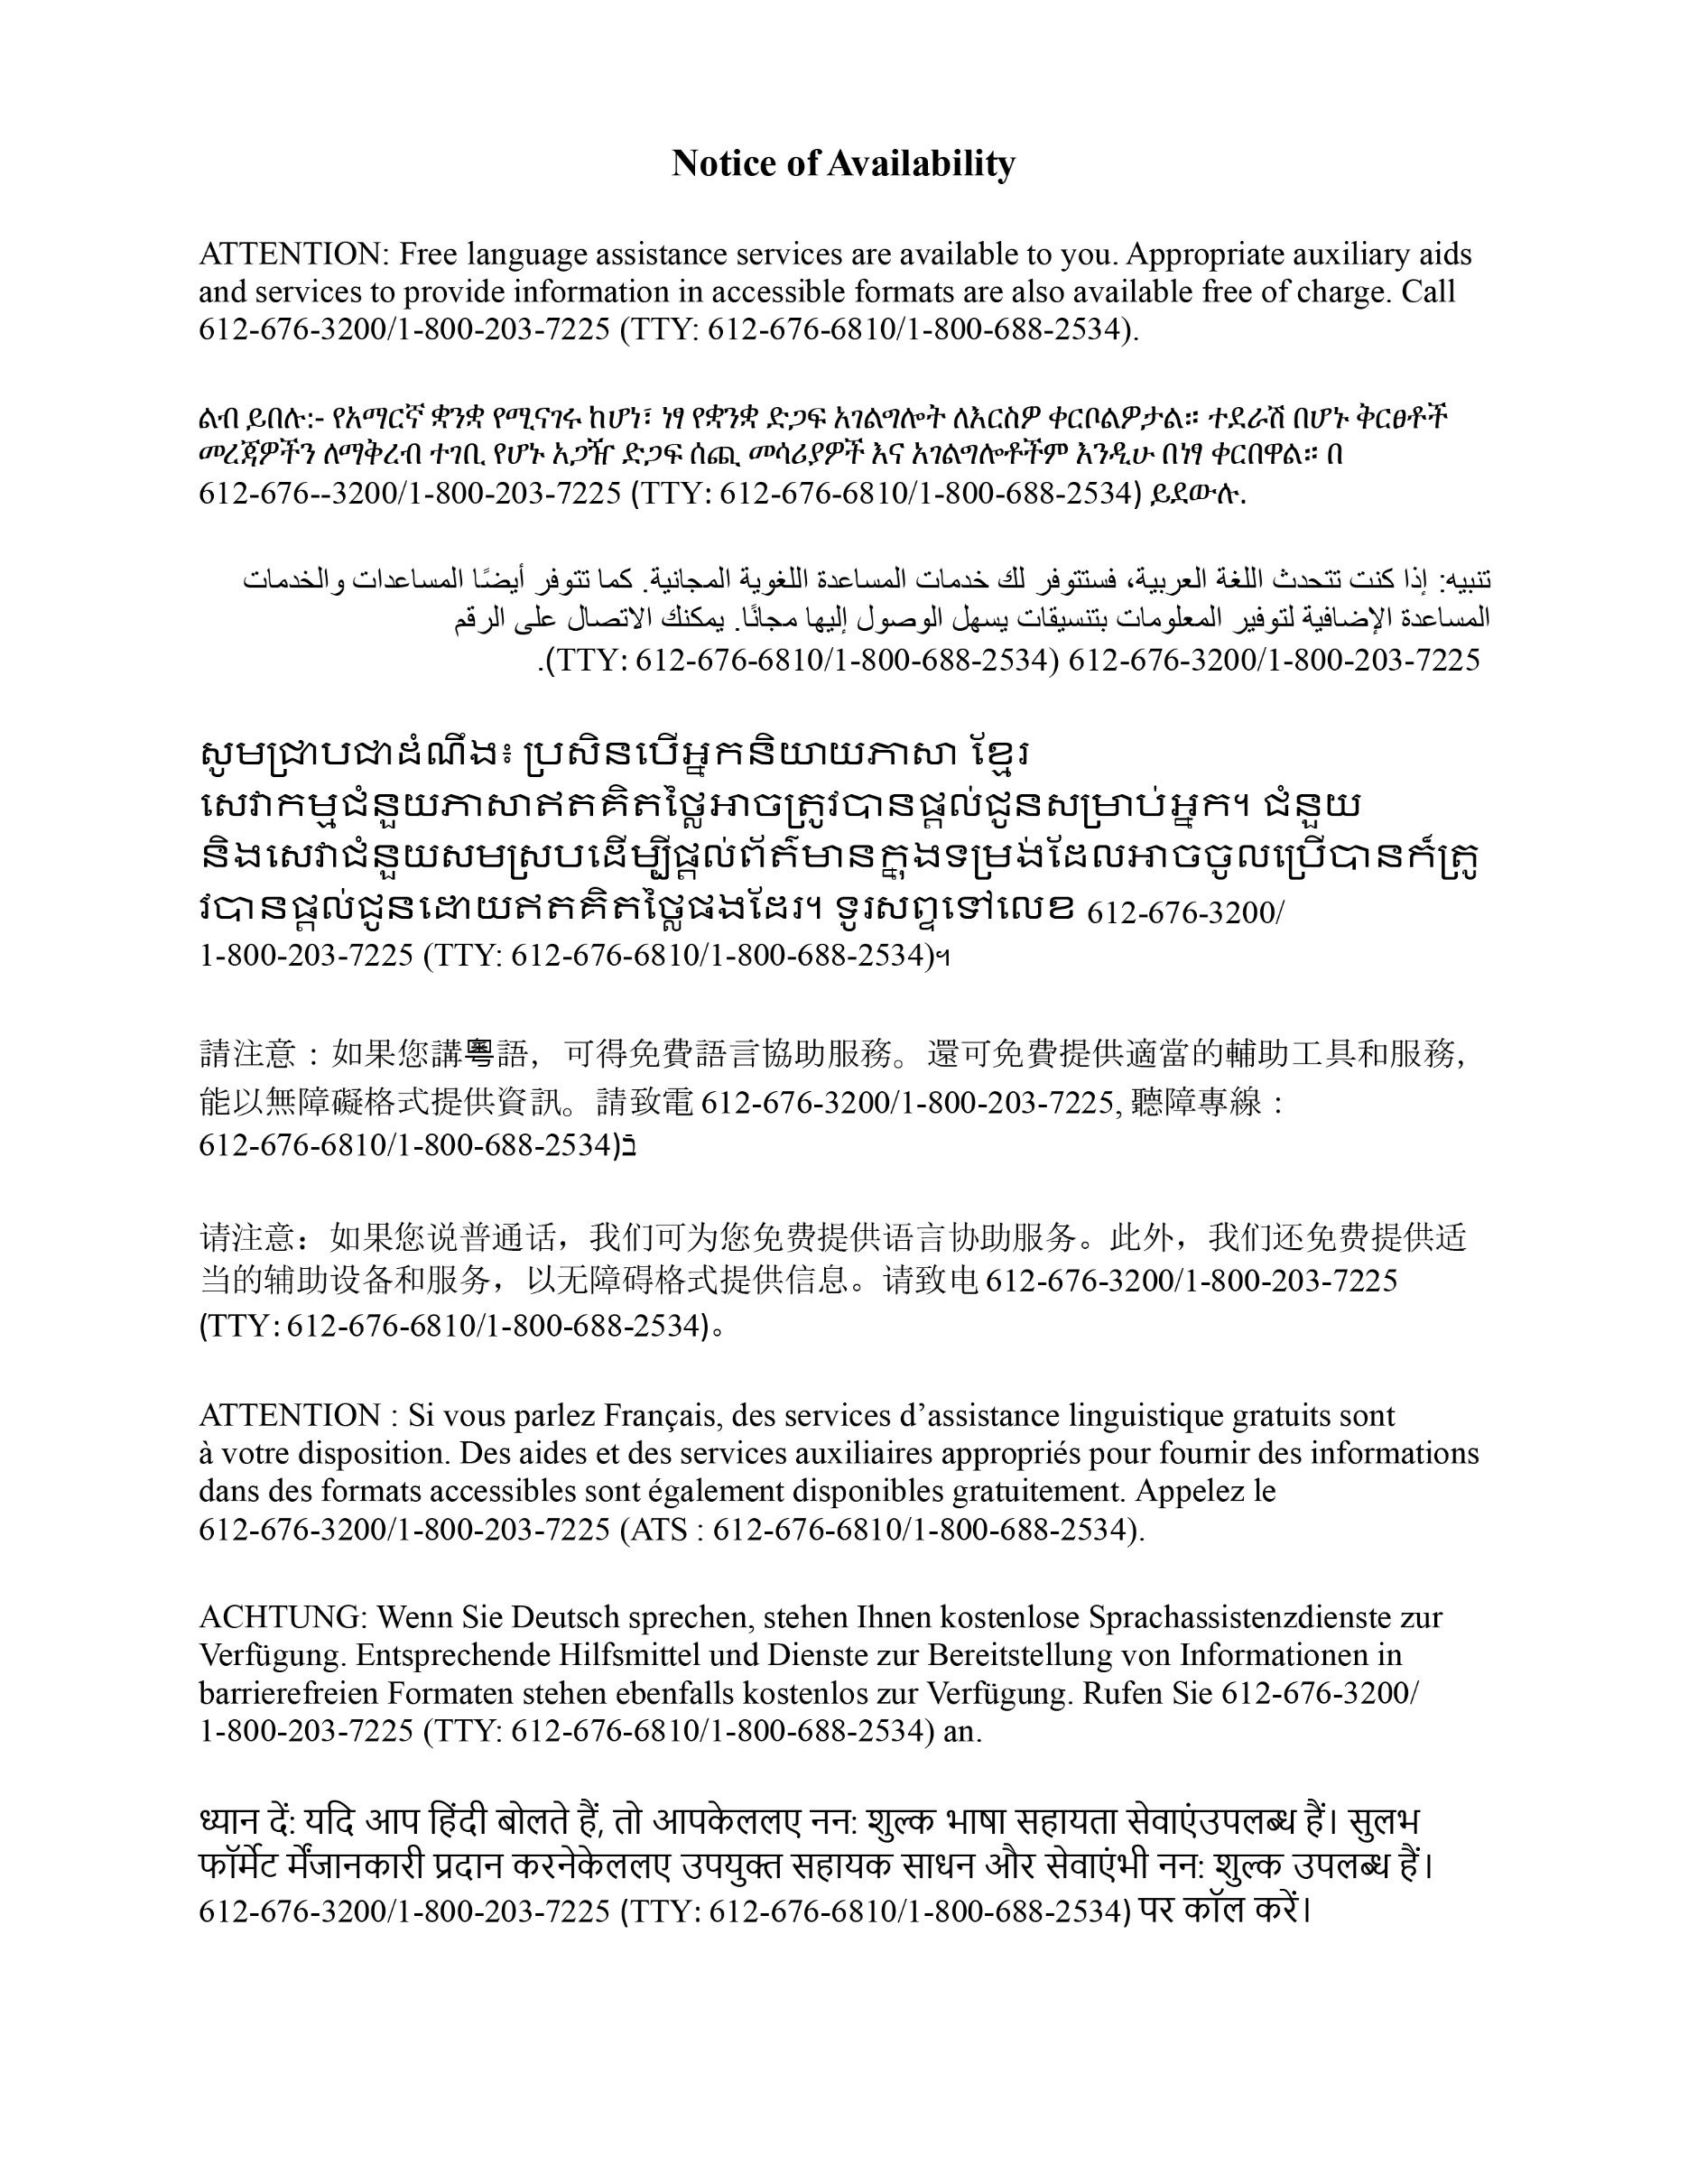 Notice of Availability
ATTENTION: Free language assistance services are available to you. Appropriate auxiliary aids
and services to provide information in accessible formats are also available free of charge. Call
612-676-3200/1-800-203-7225 (TTY: 612-676-6810/1-800-688-2534).
ልብ ይበሉ:- የአማርኛ ቋንቋ የሚናገሩ ከሆነ፣ ነፃ የቋንቋ ድጋፍ አገልግሎት ለእርስዎ ቀርቦልዎታል። ተደራሽ በሆኑ ቅርፀቶች
መረጃዎችን ለማቅረብ ተገቢ የሆኑ አጋዥ ድጋፍ ሰጪ መሳሪያዎች እና አገልግሎቶችም እንዲሁ በነፃ ቀርበዋል። በ
612-676--3200/1-800-203-7225 (TTY: 612-676-6810/1-800-688-2534) ይደውሉ.
تنبيه: إذا كنت تتحدث اللغة العربية، فستتوفر لك خدمات المساعدة اللغوية المجانية. كما تتوفر أيضًا المساعدات والخدمات
المساعدة الإضافية لتوفير المعلومات بتنسيقات يسهل الوصول إليها مجانًا. يمكنك الاتصال على الرقم
612-676-3200/1-800-203-7225 (TTY: 612-676-6810/1-800-688-2534).
សូមជ្រាបជាដំណឹង៖ ប្រសិនបើអ្នកនិយាយភាសា ខ្មែរ
សេវាកម្មជំនួយភាសាឥតគិតថ្លៃអាចត្រូវបានផ្តល់ជូនសម្រាប់អ្នក។ ជំនួយ
និងសេវាជំនួយសមស្របដើម្បីផ្តល់ព័ត៌មានក្នុងទម្រង់ដែលអាចចូលប្រើបានក៏ត្រូ
វបានផ្តល់ជូនដោយឥតគិតថ្លៃផងដែរ។ ទូរសព្ទទៅលេខ 612-676-3200/
1-800-203-7225 (TTY: 612-676-6810/1-800-688-2534)។
請注意：如果您講粵語，可得免費語言協助服務。還可免費提供適當的輔助工具和服務，
能以無障礙格式提供資訊。請致電 612-676-3200/1-800-203-7225, 聽障專線：
612-676-6810/1-800-688-2534)
请注意：如果您说普通话，我们可为您免费提供语言协助服务。此外，我们还免费提供适
当的辅助设备和服务，以无障碍格式提供信息。请致电 612-676-3200/1-800-203-7225
(TTY: 612-676-6810/1-800-688-2534)。
ATTENTION : Si vous parlez Français, des services d’assistance linguistique gratuits sont
à votre disposition. Des aides et des services auxiliaires appropriés pour fournir des informations
dans des formats accessibles sont également disponibles gratuitement. Appelez le
612-676-3200/1-800-203-7225 (ATS : 612-676-6810/1-800-688-2534).
ACHTUNG: Wenn Sie Deutsch sprechen, stehen Ihnen kostenlose Sprachassistenzdienste zur
Verfügung. Entsprechende Hilfsmittel und Dienste zur Bereitstellung von Informationen in
barrierefreien Formaten stehen ebenfalls kostenlos zur Verfügung. Rufen Sie 612-676-3200/
1-800-203-7225 (TTY: 612-676-6810/1-800-688-2534) an.
ध्यान दें: यदि आप हिंदी बोलते हैं, तो आपकेललए नन: शुल्क भाषा सहायता सेवाएंउपलब्ध हैं। सुलभ
फॉर्मेट मेंजानकारी प्रदान करनेकेललए उपयुक्त सहायक साधन और सेवाएंभी नन: शुल्क उपलब्ध हैं।
612-676-3200/1-800-203-7225 (TTY: 612-676-6810/1-800-688-2534) पर कॉल करें।